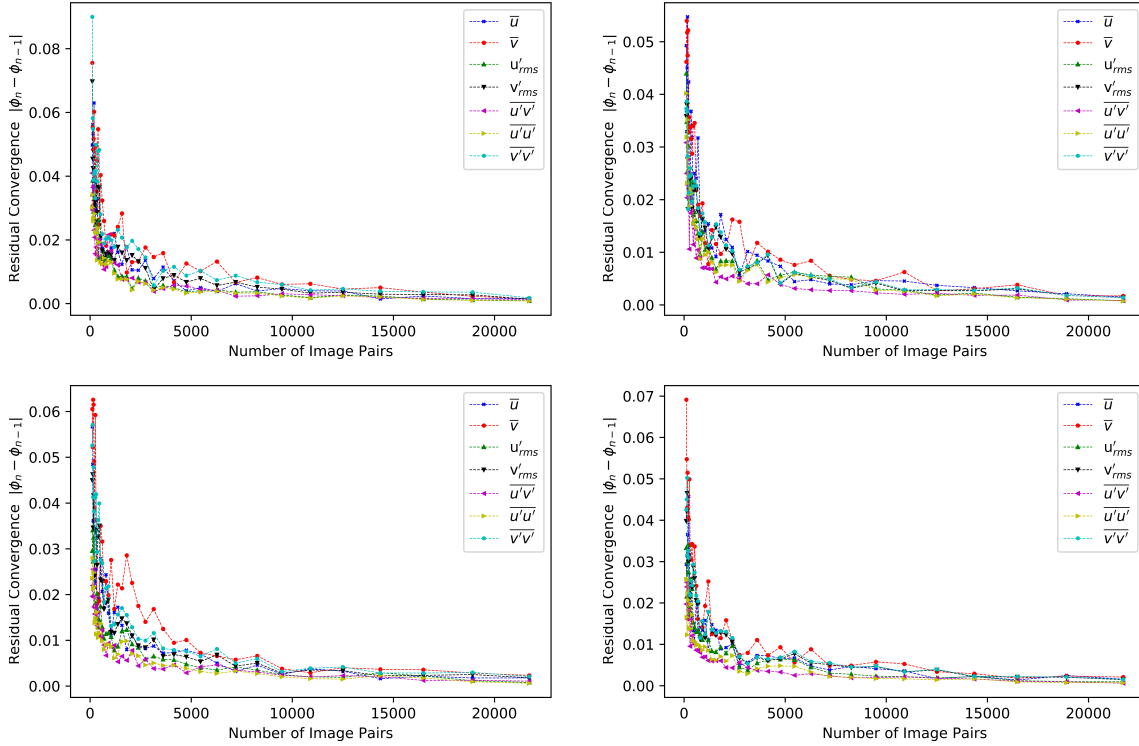 Residual Convergence |ϕₙ − ϕₙ₋₁|
0.08
0.06
0.04
0.02
0.00
0
5000
10000
15000
20000
Number of Image Pairs
u̅
v̅
u′rms
v′rms
u'v'
u'u'
v'v'
Residual Convergence |ϕₙ − ϕₙ₋₁|
0.05
0.04
0.03
0.02
0.01
0.00
0
5000
10000
15000
20000
Number of Image Pairs
u̅
v̅
u′rms
v′rms
u'v'
u'u'
v'v'
Residual Convergence |ϕₙ − ϕₙ₋₁|
0.06
0.05
0.04
0.03
0.02
0.01
0.00
0
5000
10000
15000
20000
Number of Image Pairs
u̅
v̅
u′rms
v′rms
u'v'
u'u'
v'v'
Residual Convergence |ϕₙ − ϕₙ₋₁|
0.07
0.06
0.05
0.04
0.03
0.02
0.01
0.00
0
5000
10000
15000
20000
Number of Image Pairs
u̅
v̅
u′rms
v′rms
u'v'
u'u'
v'v'